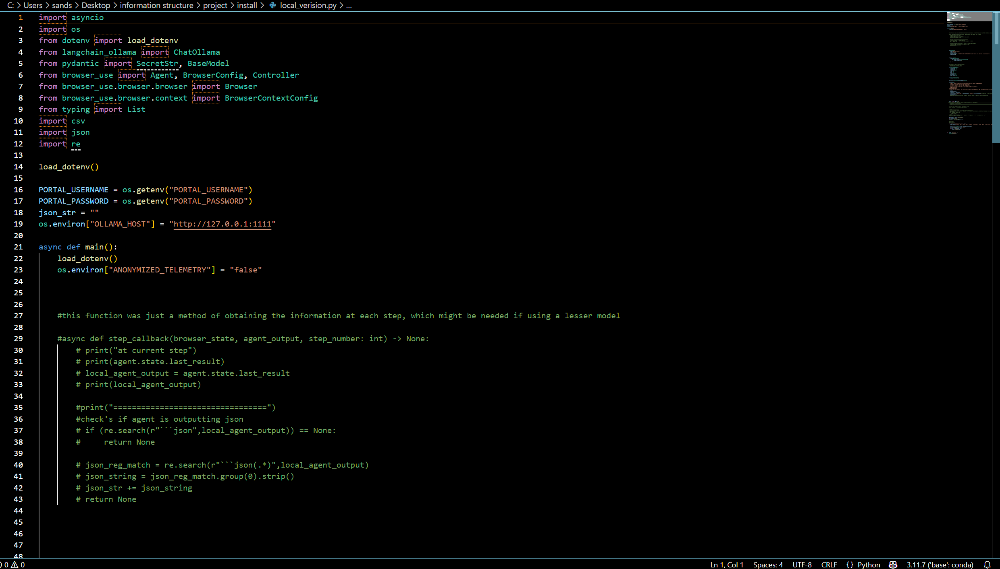 C: > Users > sands > Desktop > information structure > project > install > local_verision.py > ...
1 import asyncio
2 import os
3 from dotenv import load_dotenv
4 from langchain_ollama import ChatOllama
5 from pydantic import SecretStr, BaseModel
6 from browser_use import Agent, BrowserConfig, Controller
7 from browser_use.browser.browser import Browser
8 from browser_use.browser.context import BrowserContextConfig
9 from typing import List
10 import csv
11 import json
12 import re
13
14 load_dotenv()
15
16 PORTAL_USERNAME = os.getenv("PORTAL_USERNAME")
17 PORTAL_PASSWORD = os.getenv("PORTAL_PASSWORD")
18 json_str = ""
19 os.environ["OLLAMA_HOST"] = "http://127.0.0.1:1111"
20
21 async def main():
22     load_dotenv()
23     os.environ["ANONYMIZED_TELEMETRY"] = "false"
24
25
26
27     #this function was just a method of obtaining the information at each step, which might be needed if using a lesser model
28
29     #async def step_callback(browser_state, agent_output, step_number: int) -> None:
30         # print("at current step")
31         # print(agent.state.last_result)
32         # local_agent_output = agent.state.last_result
33         # print(local_agent_output)
34
35         #print("=================================")
36         #check's if agent is outputting json
37         # if (re.search(r"```json",local_agent_output)) == None:
38         #     return None
39
40         # json_reg_match = re.search(r"```json(.*)",local_agent_output)
41         # json_string = json_reg_match.group(0).strip()
42         # json_str += json_string
43         # return None
44
45
46
47
48
0 0 Ln 1, Col 1 Spaces: 4 UTF-8 CRLF {} Python 3.11.7 ('base': conda)